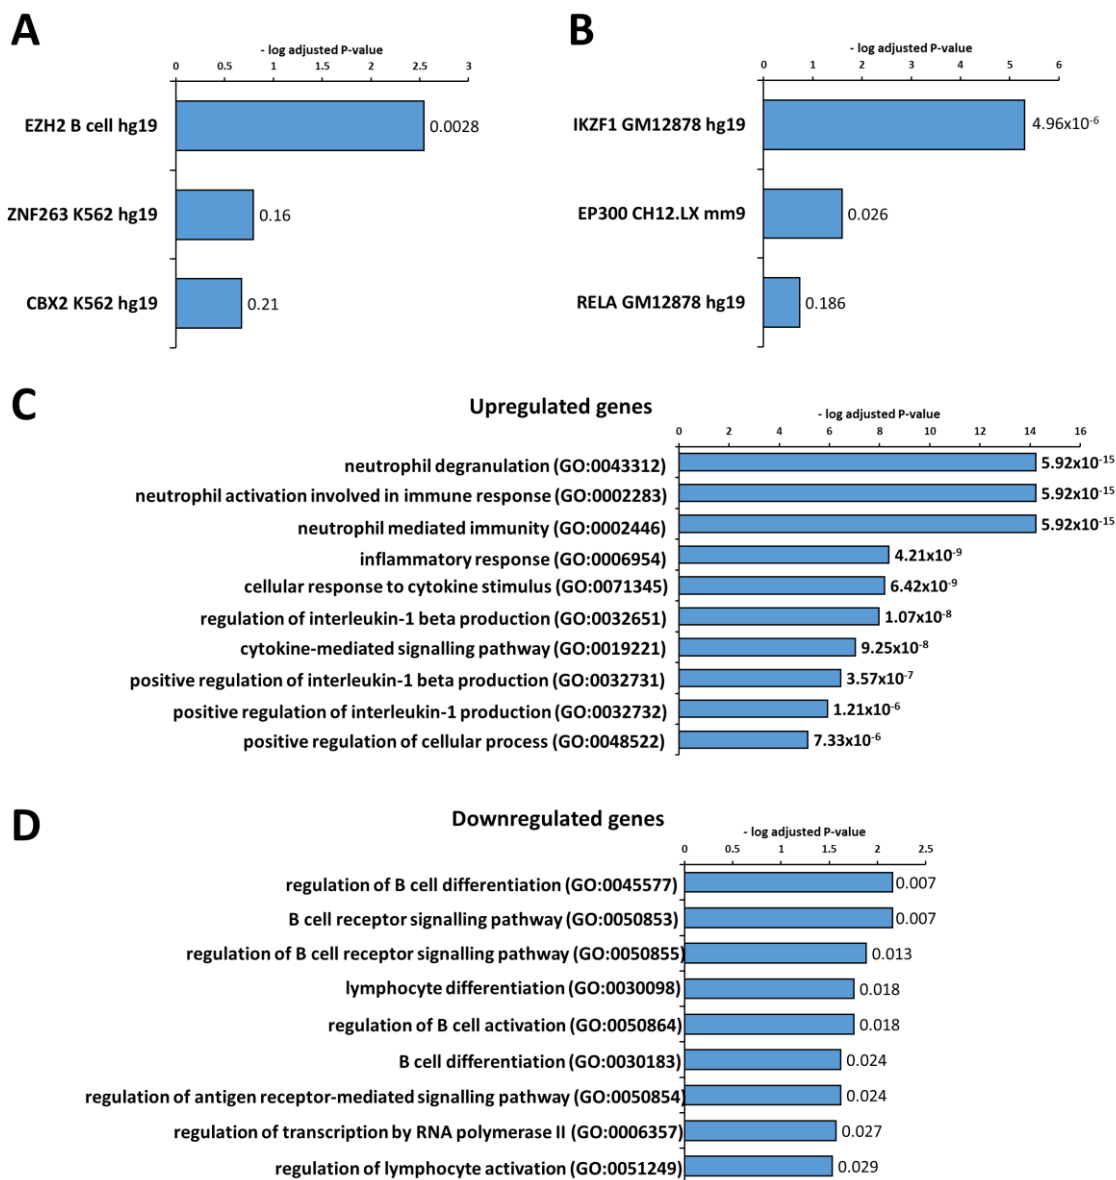 A
- log adjusted P-value
0 0.5 1 1.5 2 2.5 3
EZH2 B cell hg19 0.0028
ZNF263 K562 hg19 0.16
CBX2 K562 hg19 0.21
B
- log adjusted P-value
0 1 2 3 4 5 6
IKZF1 GM12878 hg19 4.96x10⁻⁶
EP300 CH12.LX mm9 0.026
RELA GM12878 hg19 0.186
C
Upregulated genes
- log adjusted P-value
0 2 4 6 8 10 12 14 16
neutrophil degranulation (GO:0043312) 5.92x10⁻¹⁵
neutrophil activation involved in immune response (GO:0002283) 5.92x10⁻¹⁵
neutrophil mediated immunity (GO:0002446) 5.92x10⁻¹⁵
inflammatory response (GO:0006954) 4.21x10⁻⁹
cellular response to cytokine stimulus (GO:0071345) 6.42x10⁻⁹
regulation of interleukin-1 beta production (GO:0032651) 1.07x10⁻⁸
cytokine-mediated signalling pathway (GO:0019221) 9.25x10⁻⁸
positive regulation of interleukin-1 beta production (GO:0032731) 3.57x10⁻⁷
positive regulation of interleukin-1 production (GO:0032732) 1.21x10⁻⁶
positive regulation of cellular process (GO:0048522) 7.33x10⁻⁶
D
Downregulated genes
- log adjusted P-value
0 0.5 1 1.5 2 2.5
regulation of B cell differentiation (GO:0045577) 0.007
B cell receptor signalling pathway (GO:0050853) 0.007
regulation of B cell receptor signalling pathway (GO:0050855) 0.013
lymphocyte differentiation (GO:0030098) 0.018
regulation of B cell activation (GO:0050864) 0.018
B cell differentiation (GO:0030183) 0.024
regulation of antigen receptor-mediated signalling pathway (GO:0050854) 0.024
regulation of transcription by RNA polymerase II (GO:0006357) 0.027
regulation of lymphocyte activation (GO:0051249) 0.029